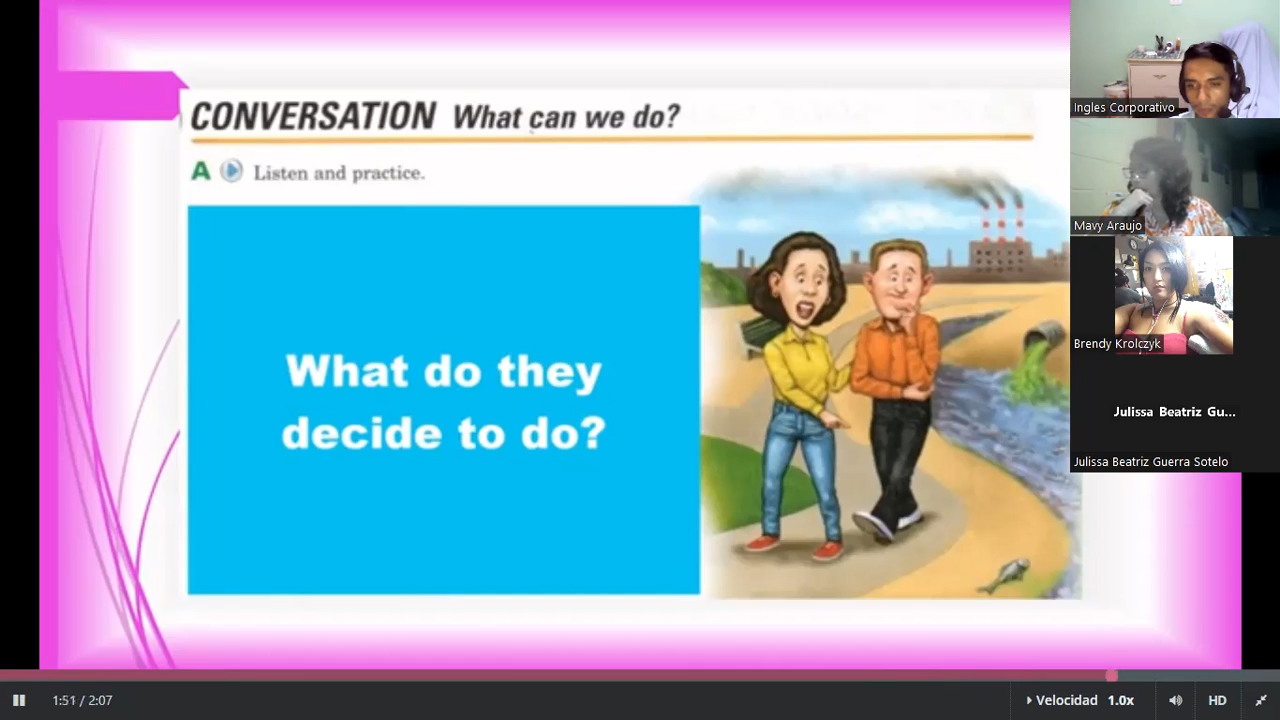 CONVERSATION What can we do?
A Listen and practice.
What do they
decide to do?
Ingles Corporativo
Mavy Araujo
Brendy Krolczyk
Julissa Beatriz Gu...
Julissa Beatriz Guerra Sotelo
1:51 / 2:07
Velocidad 1.0x
HD